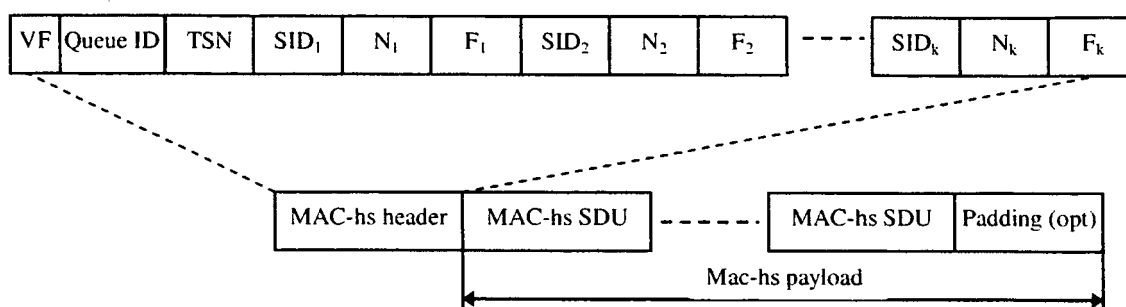 VF Queue ID TSN SID₁ N₁ F₁ SID₂ N₂ F₂ SIDₖ Nₖ Fₖ
MAC-hs header MAC-hs SDU MAC-hs SDU Padding (opt)
Mac-hs payload